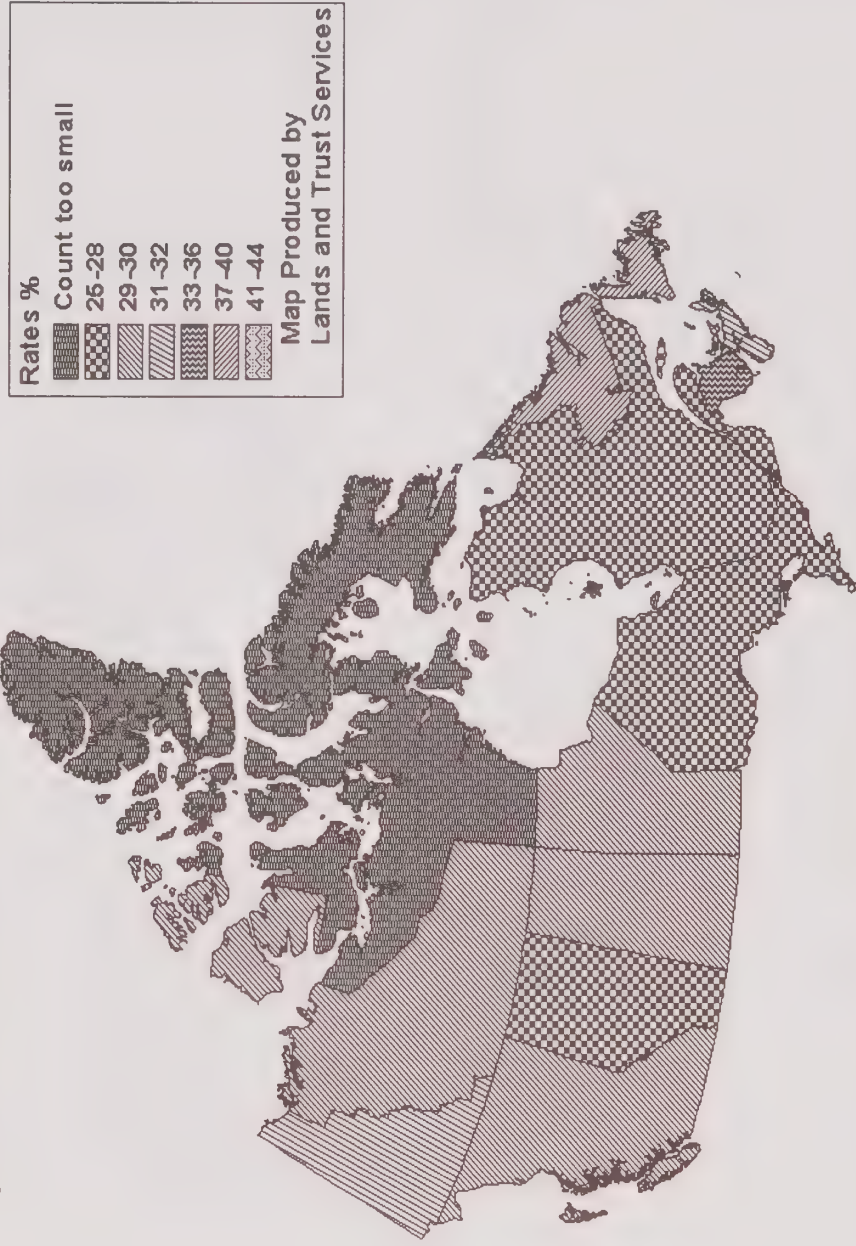 Rates %
Count too small
25-28
29-30
31-32
33-36
37-40
41-44
Map Produced by
Lands and Trust Services